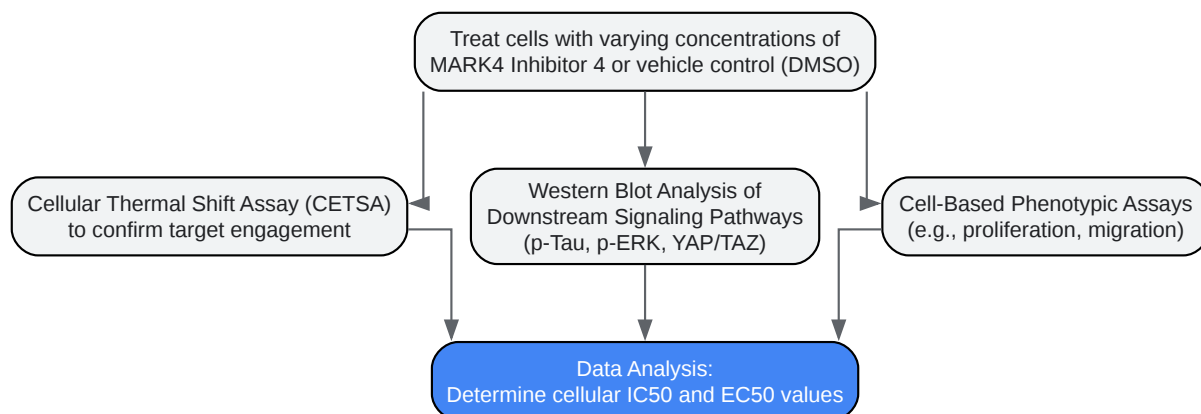 Treat cells with varying concentrations of
MARK4 Inhibitor 4 or vehicle control (DMSO)
Cellular Thermal Shift Assay (CETSA)
to confirm target engagement
Western Blot Analysis of
Downstream Signaling Pathways
(p-Tau, p-ERK, YAP/TAZ)
Cell-Based Phenotypic Assays
(e.g., proliferation, migration)
Data Analysis:
Determine cellular IC50 and EC50 values